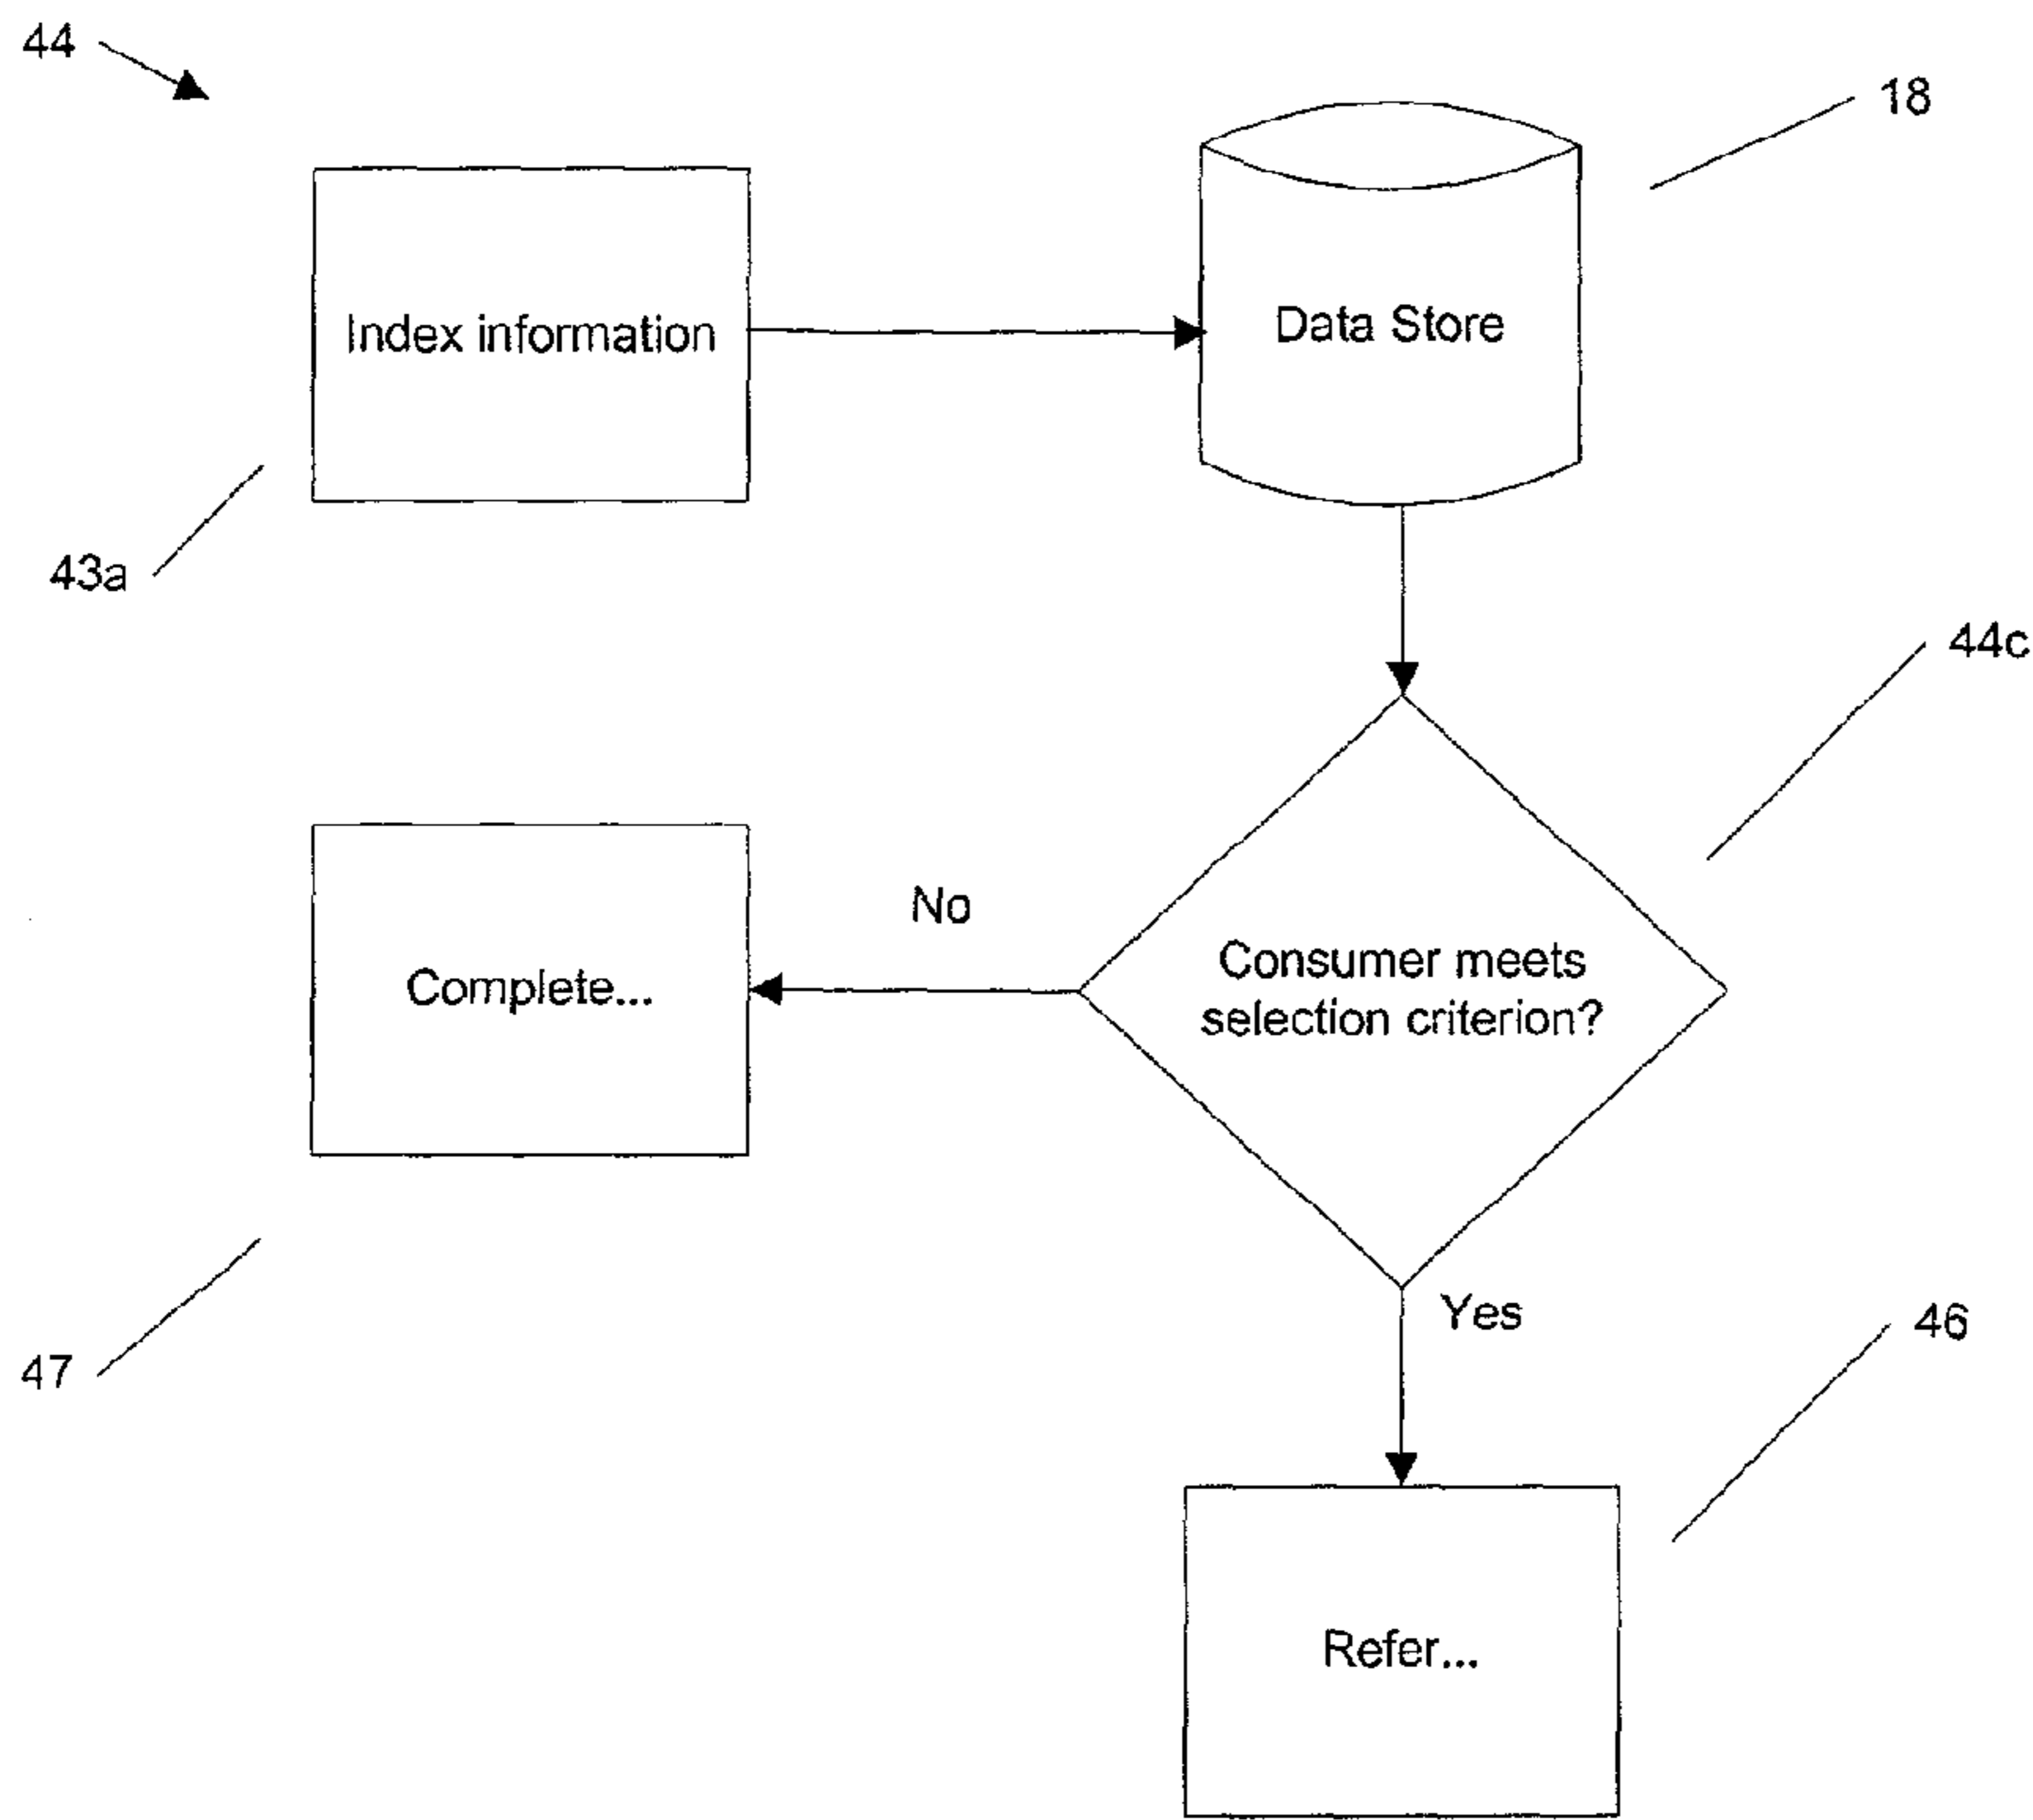 44
18
Index information
Data Store
43a
44c
No
Complete...
Consumer meets
selection criterion?
Yes
47
46
Refer...